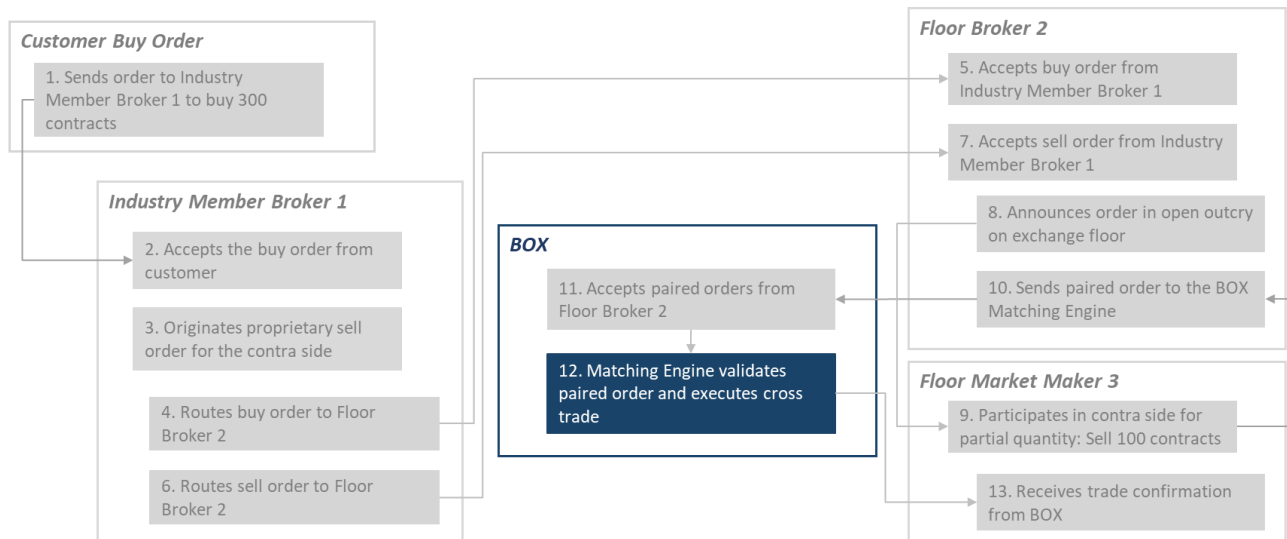 Customer Buy Order
1. Sends order to Industry
Member Broker 1 to buy 300
contracts
Industry Member Broker 1
2. Accepts the buy order from
customer
3. Originates proprietary sell
order for the contra side
4. Routes buy order to Floor
Broker 2
6. Routes sell order to Floor
Broker 2
BOX
11. Accepts paired orders from
Floor Broker 2
12. Matching Engine validates
paired order and executes cross
trade
Floor Broker 2
5. Accepts buy order from
Industry Member Broker 1
7. Accepts sell order from Industry
Member Broker 1
8. Announces order in open outcry
on exchange floor
10. Sends paired order to the BOX
Matching Engine
Floor Market Maker 3
9. Participates in contra side for
partial quantity: Sell 100 contracts
13. Receives trade confirmation
from BOX